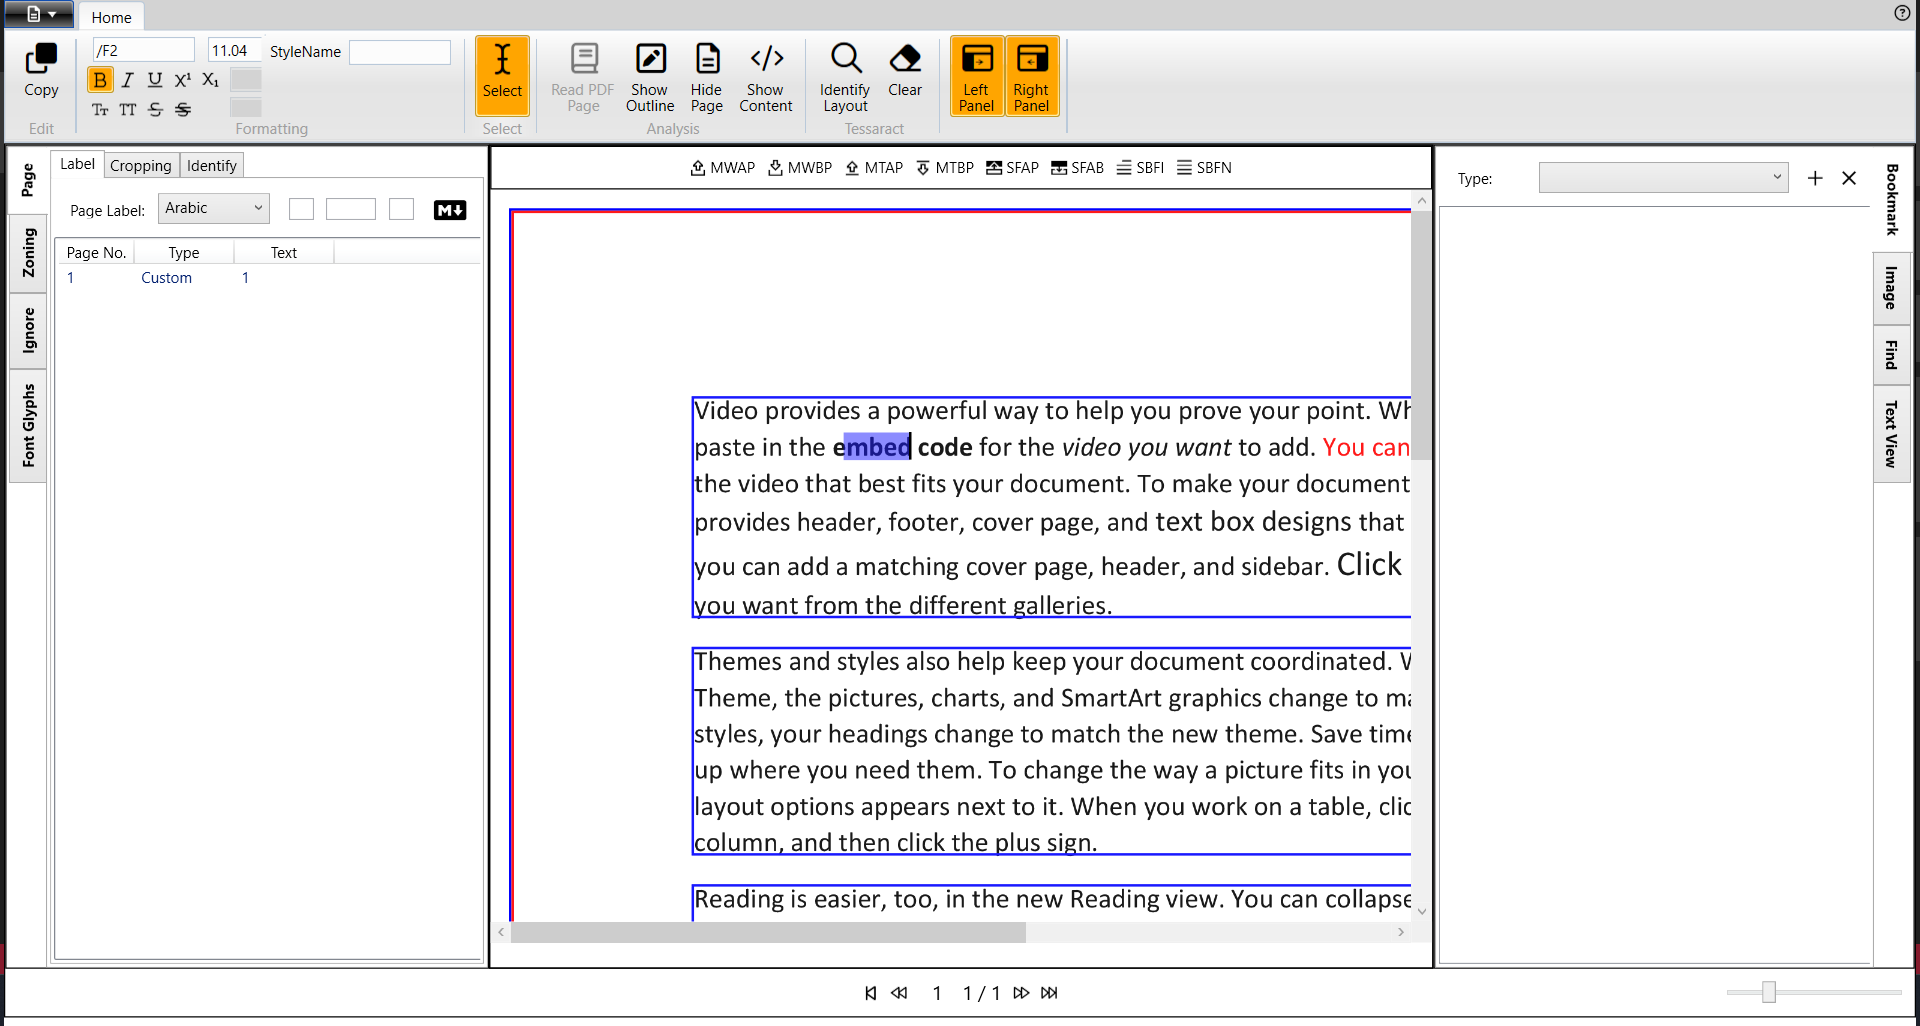 Home
Copy
Edit
/F2
11.04
StyleName
B I U X¹ X₁
TT TT S S
Formatting
Select
Select
Read PDF Page
Show Outline
Hide Page
Show Content
Analysis
Identify Layout
Clear
Tessaract
Left Panel
Right Panel
Page
Zoning
Ignore
Font Glyphs
Label
Cropping
Identify
Page Label:
Arabic
M
Page No. Type Text
1 Custom 1
MWAP MWBP MTAP MTBP SFAP SFAB SBFI SBFN
Video provides a powerful way to help you prove your point. Wh
paste in the embed code for the video you want to add. You can
the video that best fits your document. To make your document
provides header, footer, cover page, and text box designs that
you can add a matching cover page, header, and sidebar. Click
you want from the different galleries.
Themes and styles also help keep your document coordinated. W
Theme, the pictures, charts, and SmartArt graphics change to ma
styles, your headings change to match the new theme. Save time
up where you need them. To change the way a picture fits in you
layout options appears next to it. When you work on a table, clic
column, and then click the plus sign.
Reading is easier, too, in the new Reading view. You can collapse
Type:
Bookmark
Image
Find
Text View
1 1 / 1